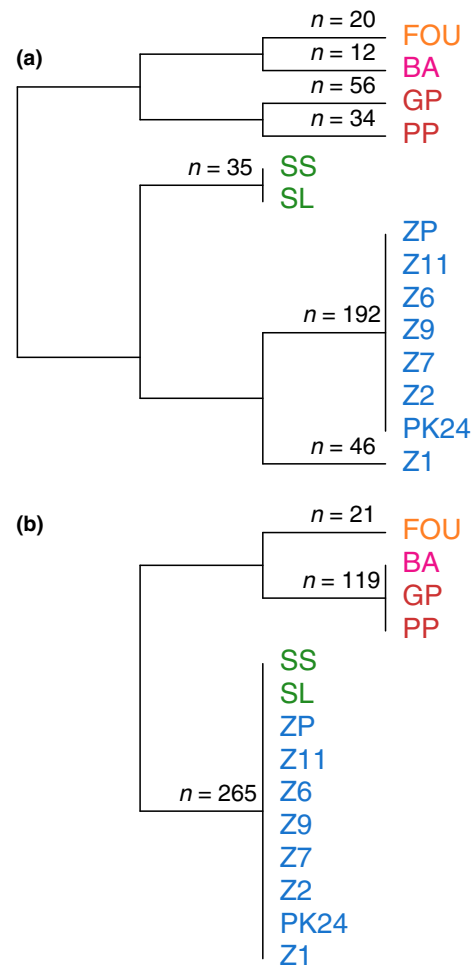 (a)
n = 20
FOU
n = 12
BA
n = 56
GP
n = 34
PP
n = 35
SS
SL
ZP
Z11
Z6
n = 192
Z9
Z7
Z2
PK24
n = 46
Z1
(b)
n = 21
FOU
BA
n = 119
GP
PP
SS
SL
ZP
Z11
n = 265
Z6
Z9
Z7
Z2
PK24
Z1